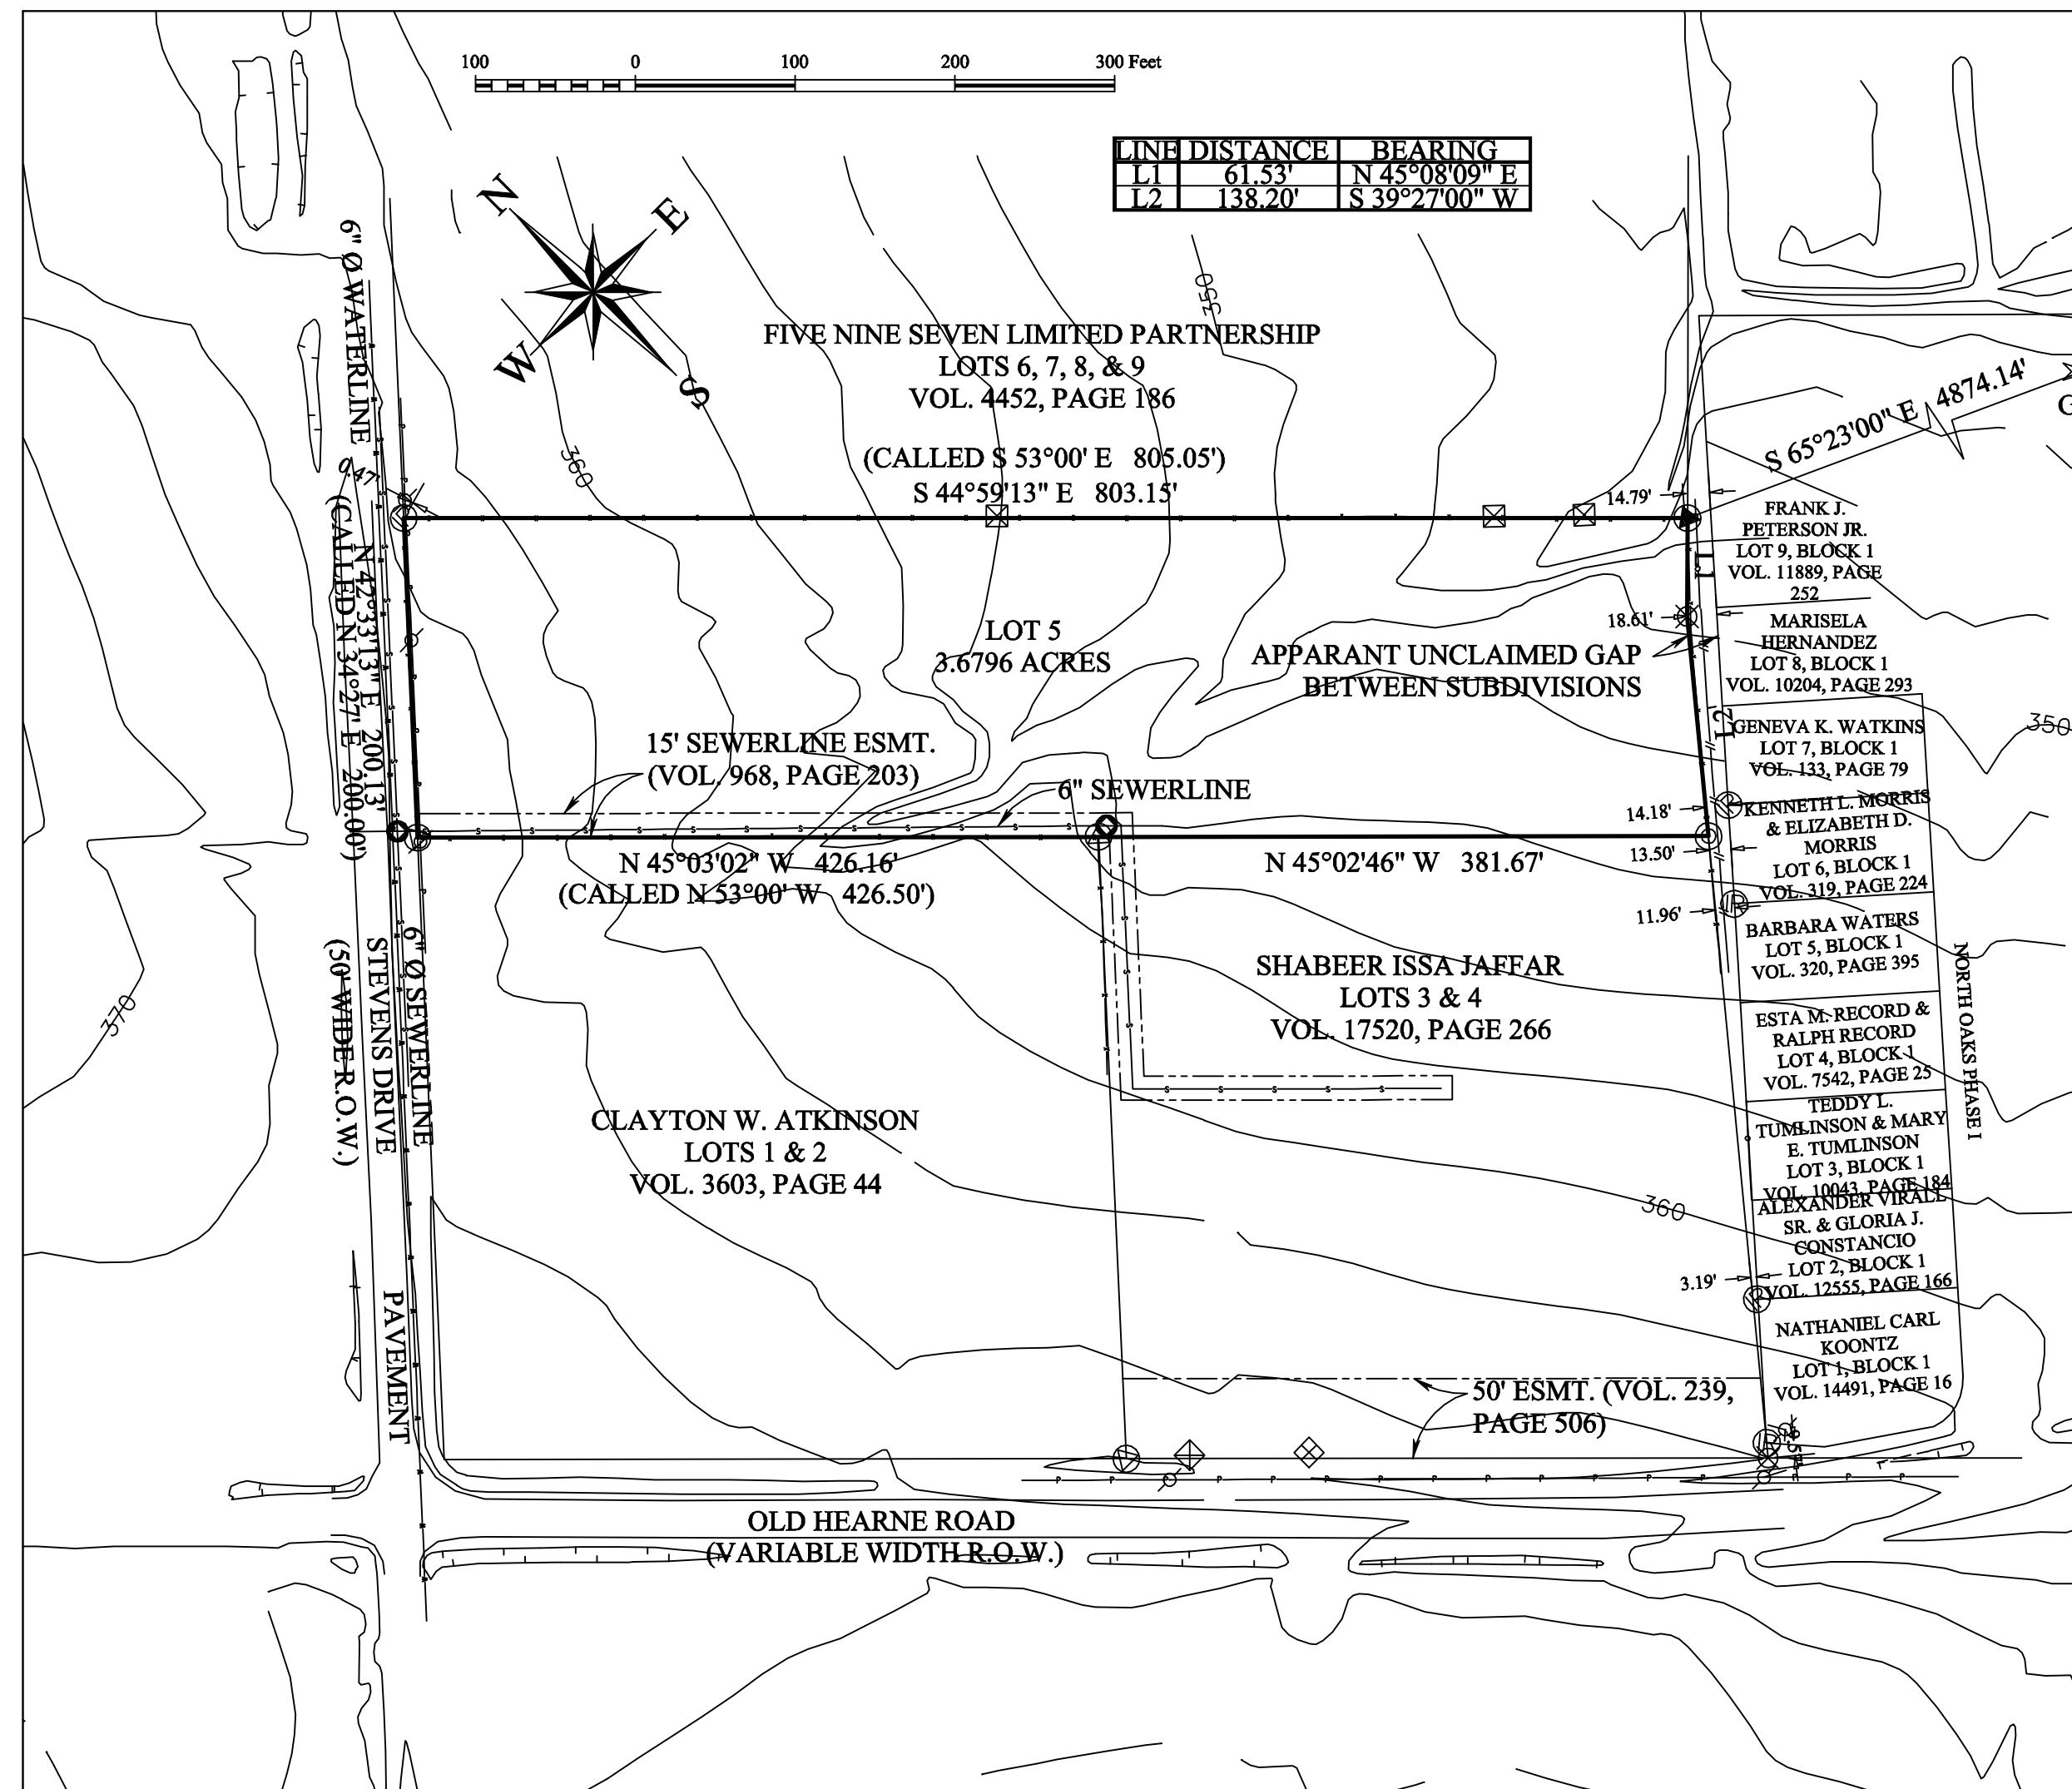 100 0 100 200 300 Feet
LINE DISTANCE BEARING
L1 61.53' N 45°08'09" E
L2 138.20' S 39°27'00" W
N
E
W
S
6" Ø WATERLINE
350
FIVE NINE SEVEN LIMITED PARTNERSHIP
LOTS 6, 7, 8, & 9
VOL. 4452, PAGE 186
360
(CALLED S 53°00' E 805.05')
S 44°59'13" E 803.15'
S 65°23'00" E 4874.14'
0.47'
14.79'
N 42°33'13" E 200.13'
(CALLED N 34°27' E 200.00')
L1
FRANK J.
PETERSON JR.
LOT 9, BLOCK 1
VOL. 11889, PAGE
252
18.61'
LOT 5
3.6796 ACRES
APPARANT UNCLAIMED GAP
BETWEEN SUBDIVISIONS
MARISELA
HERNANDEZ
LOT 8, BLOCK 1
VOL. 10204, PAGE 293
L2
350
15' SEWERLINE ESMT.
(VOL. 968, PAGE 203)
6" SEWERLINE
GENEVA K. WATKINS
LOT 7, BLOCK 1
VOL. 133, PAGE 79
14.18'
13.50'
KENNETH L. MORRIS
& ELIZABETH D.
MORRIS
LOT 6, BLOCK 1
VOL. 319, PAGE 224
N 45°03'02" W 426.16'
(CALLED N 53°00' W 426.50')
N 45°02'46" W 381.67'
11.96'
BARBARA WATERS
LOT 5, BLOCK 1
VOL. 320, PAGE 395
6" Ø SEWERLINE
STEVENS DRIVE
(50' WIDE R.O.W.)
370
SHABEER ISSA JAFFAR
LOTS 3 & 4
VOL. 17520, PAGE 266
NORTH OAKS PHASE I
ESTA M. RECORD &
RALPH RECORD
LOT 4, BLOCK 1
VOL. 7542, PAGE 25
CLAYTON W. ATKINSON
LOTS 1 & 2
VOL. 3603, PAGE 44
TEDDY L.
TUMLINSON & MARY
E. TUMLINSON
LOT 3, BLOCK 1
VOL. 10043, PAGE 184
360
ALEXANDER VIRALL
SR. & GLORIA J.
CONSTANCIO
LOT 2, BLOCK 1
VOL. 12555, PAGE 166
3.19'
PAVEMENT
NATHANIEL CARL
KOONTZ
LOT 1, BLOCK 1
VOL. 14491, PAGE 16
50' ESMT. (VOL. 239,
PAGE 506)
OLD HEARNE ROAD
(VARIABLE WIDTH R.O.W.)